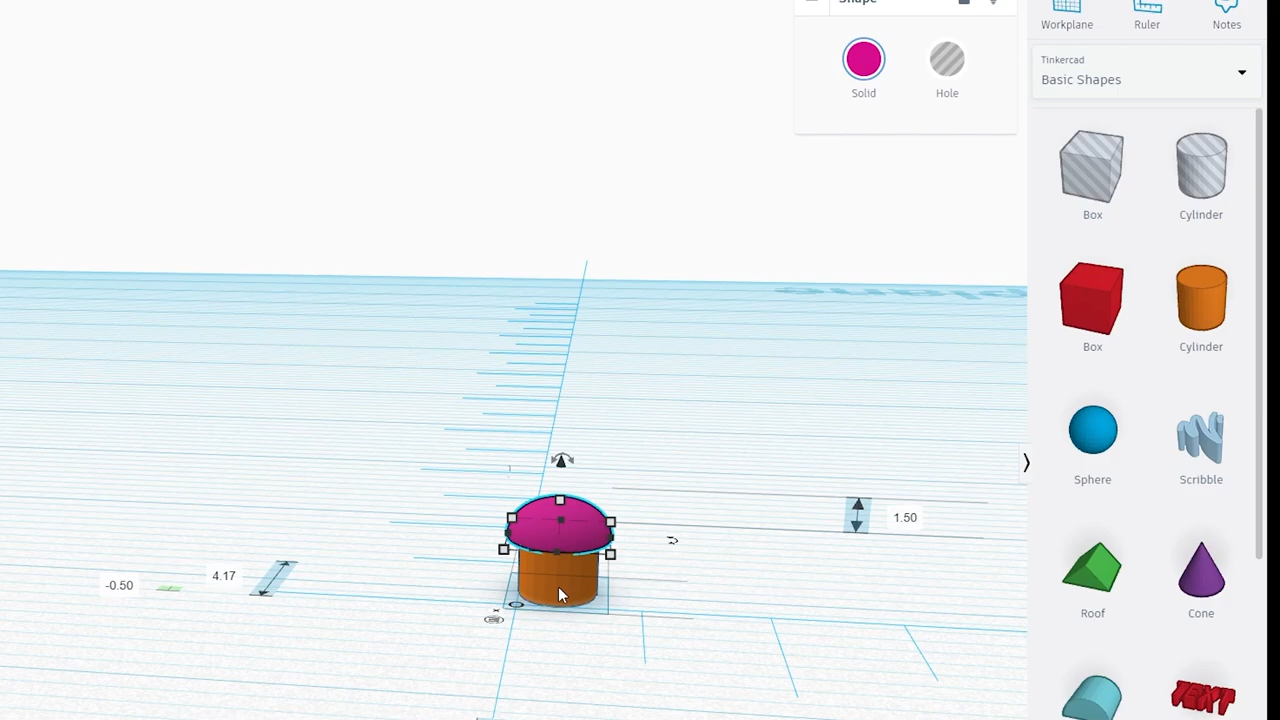 Shape
Solid
Hole
Workplane
Ruler
Notes
Tinkercad
Basic Shapes
Box
Cylinder
Box
Cylinder
Sphere
Scribble
Roof
Cone
TEXT
1.50
4.17
-0.50